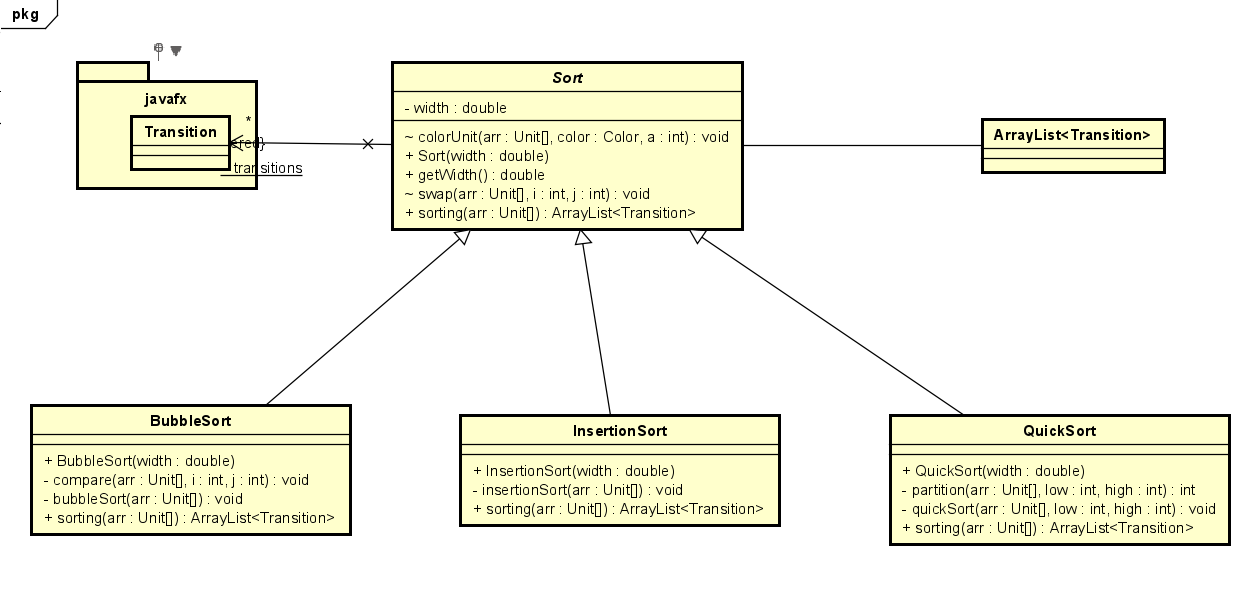 pkg
javafx
Transition
*
ered}
transitions
Sort
- width : double
~ colorUnit(arr : Unit[], color : Color, a : int) : void
+ Sort(width : double)
+ getWidth() : double
~ swap(arr : Unit[], i : int, j : int) : void
+ sorting(arr : Unit[]) : ArrayList<Transition>
ArrayList<Transition>
BubbleSort
+ BubbleSort(width : double)
- compare(arr : Unit[], i : int, j : int) : void
- bubbleSort(arr : Unit[]) : void
+ sorting(arr : Unit[]) : ArrayList<Transition>
InsertionSort
+ InsertionSort(width : double)
- insertionSort(arr : Unit[]) : void
+ sorting(arr : Unit[]) : ArrayList<Transition>
QuickSort
+ QuickSort(width : double)
- partition(arr : Unit[], low : int, high : int) : int
- quickSort(arr : Unit[], low : int, high : int) : void
+ sorting(arr : Unit[]) : ArrayList<Transition>